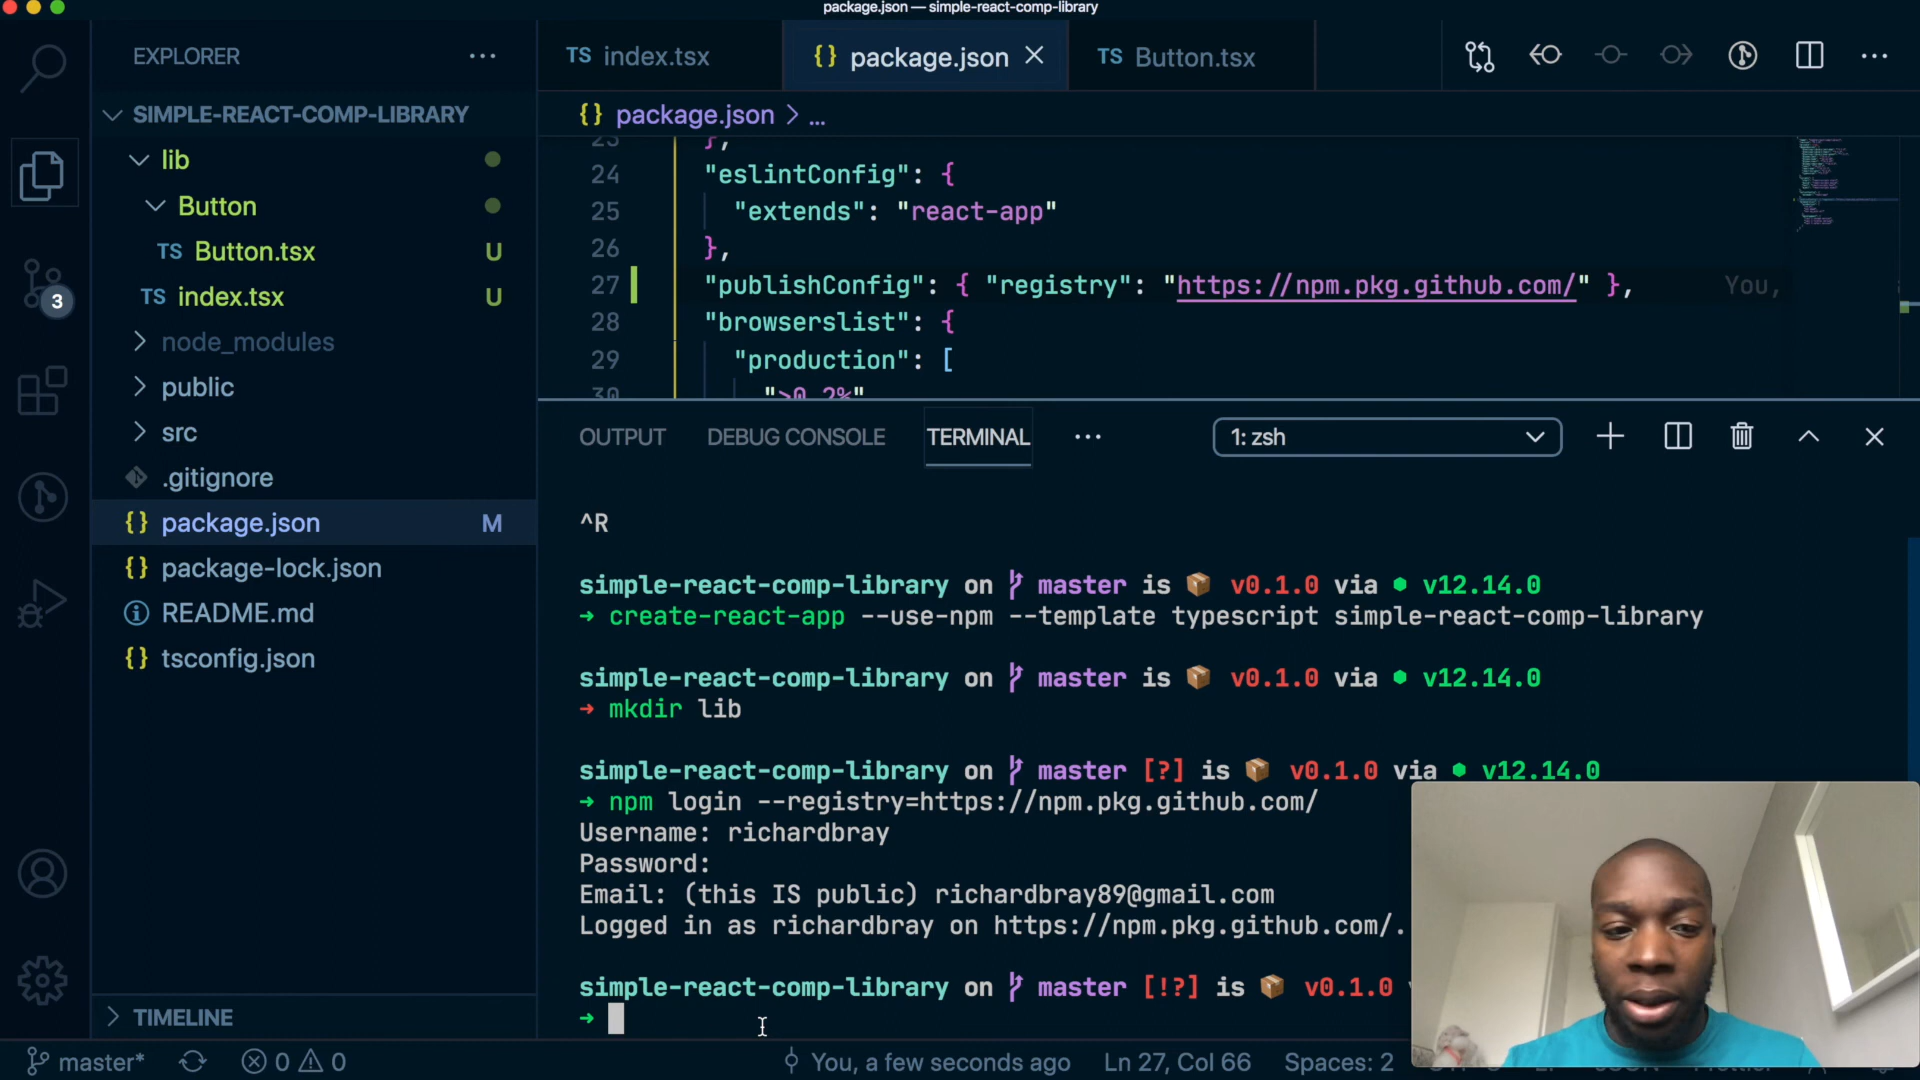 package.json — simple-react-comp-library
EXPLORER
SIMPLE-REACT-COMP-LIBRARY
lib
Button
TS Button.tsx U
TS index.tsx U
node_modules
public
src
.gitignore
{} package.json M
{} package-lock.json
README.md
{} tsconfig.json
TIMELINE
3
TS index.tsx
{} package.json
TS Button.tsx
{} package.json > ...
23 },
24 "eslintConfig": {
25 "extends": "react-app"
26 },
27 "publishConfig": { "registry": "https://npm.pkg.github.com/" }, You,
28 "browserslist": {
29 "production": [
30 ">0.2%"
OUTPUT DEBUG CONSOLE TERMINAL ... 1: zsh
^R
simple-react-comp-library on master is v0.1.0 via v12.14.0
→ create-react-app --use-npm --template typescript simple-react-comp-library
simple-react-comp-library on master is v0.1.0 via v12.14.0
→ mkdir lib
simple-react-comp-library on master [?] is v0.1.0 via v12.14.0
→ npm login --registry=https://npm.pkg.github.com/
Username: richardbray
Password:
Email: (this IS public) richardbray89@gmail.com
Logged in as richardbray on https://npm.pkg.github.com/.
simple-react-comp-library on master [!?] is v0.1.0
→
master* 0 0 You, a few seconds ago Ln 27, Col 66 Spaces: 2